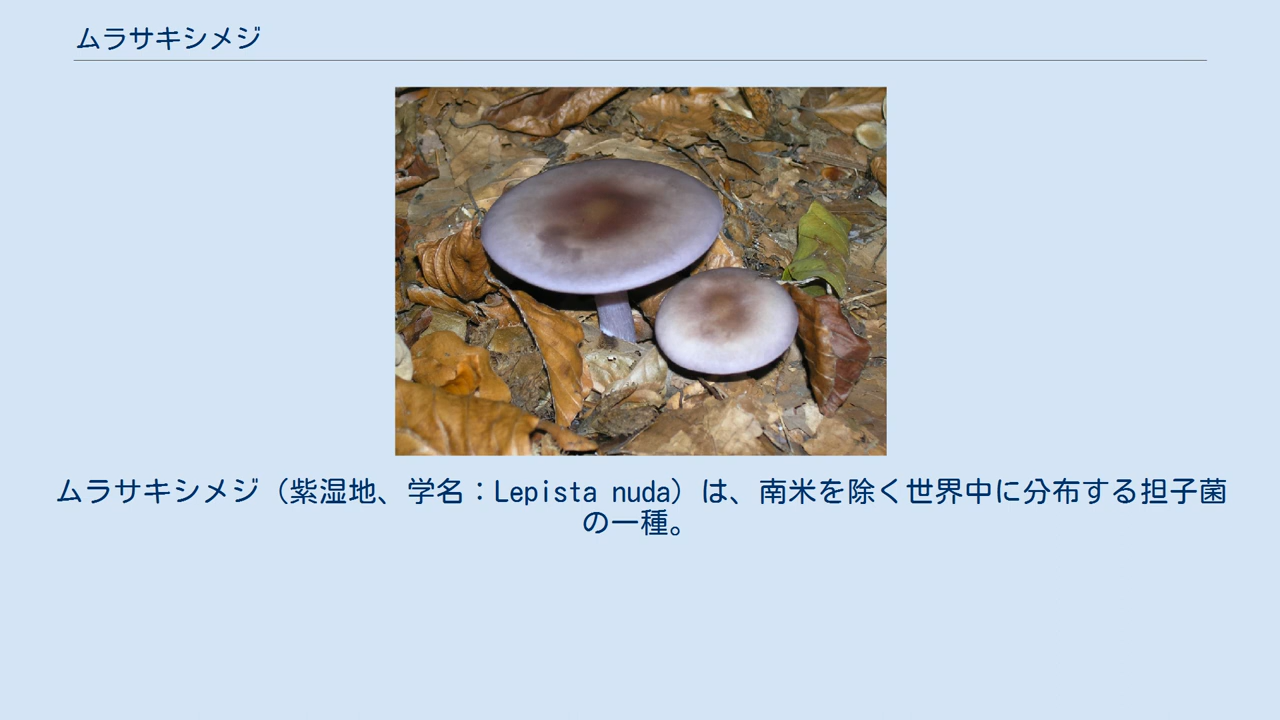 ムラサキシメジ
ムラサキシメジ（紫湿地、学名：Lepista nuda）は、南米を除く世界中に分布する担子菌
の一種。